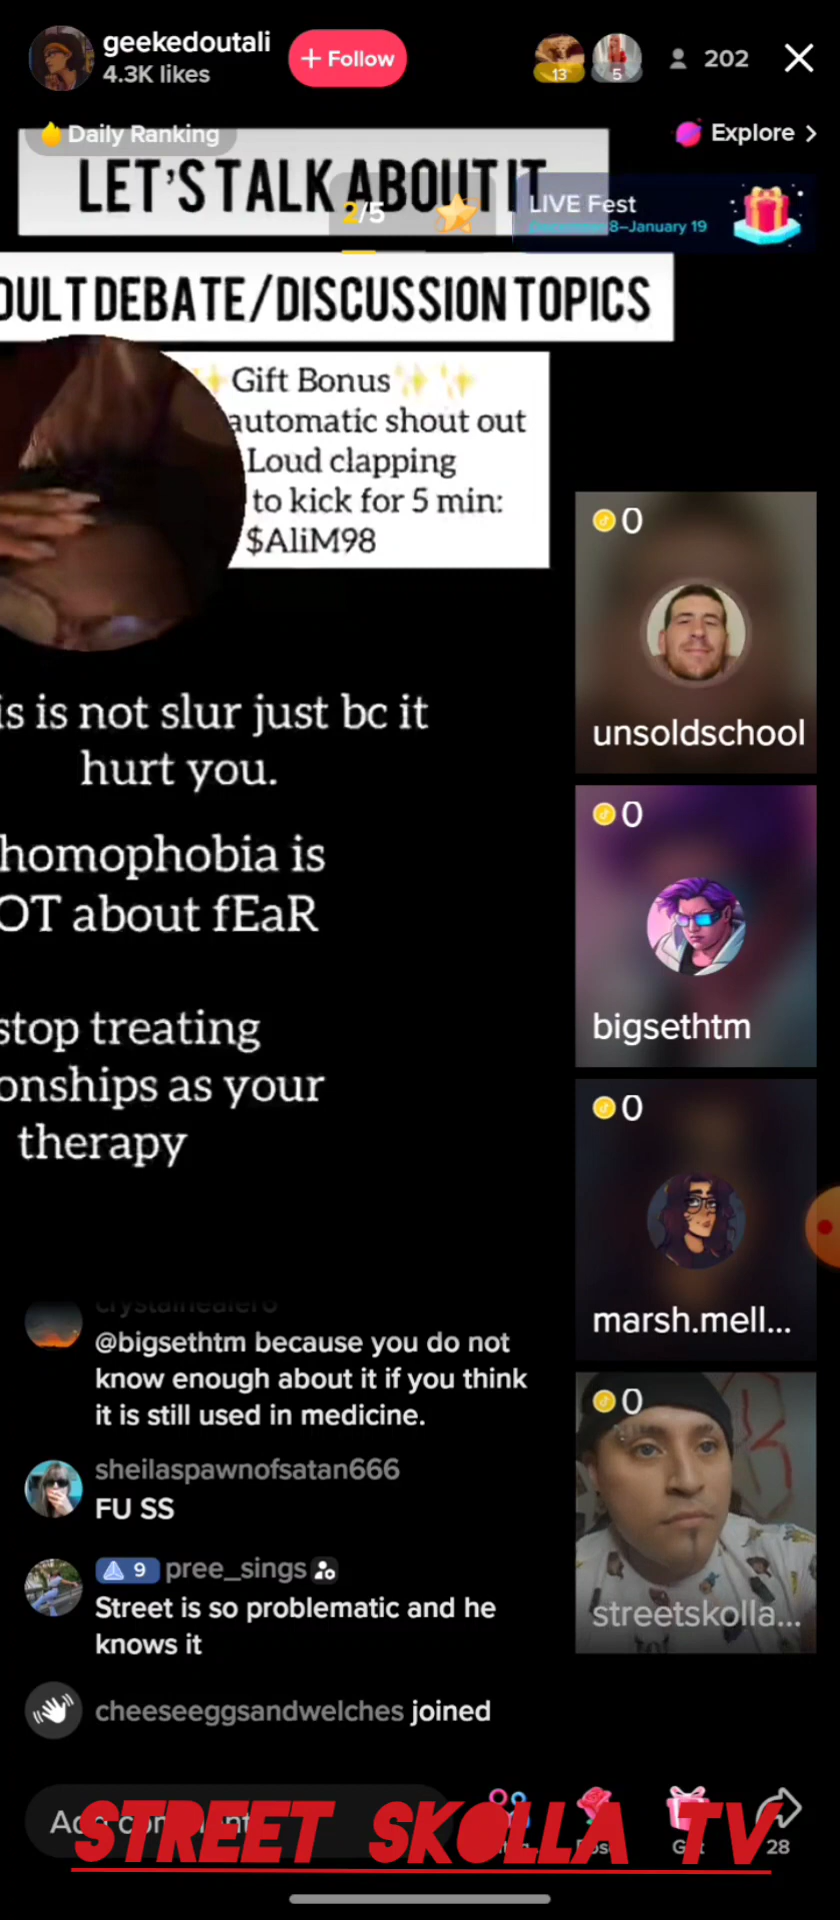 geekedoutali
4.3K likes
+ Follow
13
5
202
Daily Ranking
Explore >
LET'S TALK ABOUT IT
2/5
LIVE Fest
8–January 19
DULT DEBATE/DISCUSSION TOPICS
Gift Bonus
automatic shout out
Loud clapping
to kick for 5 min:
$AliM98
0
unsoldschool
is is not slur just bc it
hurt you.
homophobia is
OT about fEaR
0
bigsethtm
stop treating
onships as your
therapy
0
marsh.mell...
crystalhealer0
@bigsethtm because you do not
know enough about it if you think
it is still used in medicine.
0
streetskolla...
sheilaspawnofsatan666
FU SS
9 pree_sings
Street is so problematic and he
knows it
cheeseeggsandwelches joined
STREET SKOLLA TV
28